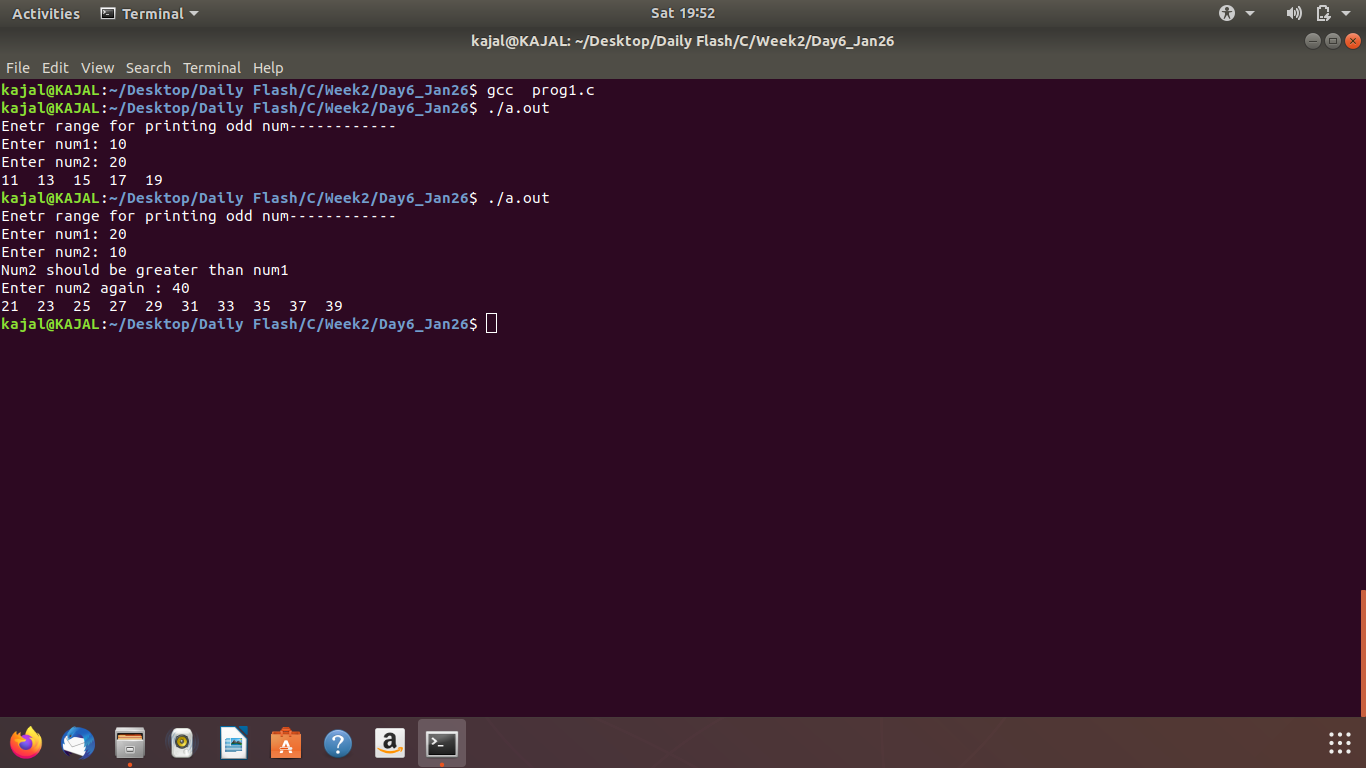 Activities Terminal Sat 19:52
kajal@KAJAL: ~/Desktop/Daily Flash/C/Week2/Day6_Jan26
File Edit View Search Terminal Help
kajal@KAJAL:~/Desktop/Daily Flash/C/Week2/Day6_Jan26$ gcc  prog1.c
kajal@KAJAL:~/Desktop/Daily Flash/C/Week2/Day6_Jan26$ ./a.out
Enetr range for printing odd num------------
Enter num1: 10
Enter num2: 20
11  13  15  17  19
kajal@KAJAL:~/Desktop/Daily Flash/C/Week2/Day6_Jan26$ ./a.out
Enetr range for printing odd num------------
Enter num1: 20
Enter num2: 10
Num2 should be greater than num1
Enter num2 again : 40
21  23  25  27  29  31  33  35  37  39
kajal@KAJAL:~/Desktop/Daily Flash/C/Week2/Day6_Jan26$